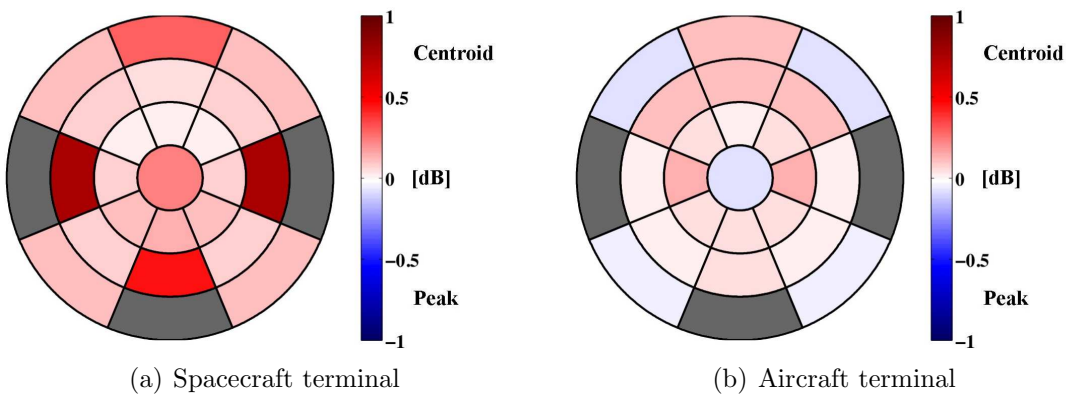 1
Centroid
0.5
[dB]
0
−0.5
Peak
−1
(a) Spacecraft terminal
1
Centroid
0.5
[dB]
0
−0.5
Peak
−1
(b) Aircraft terminal